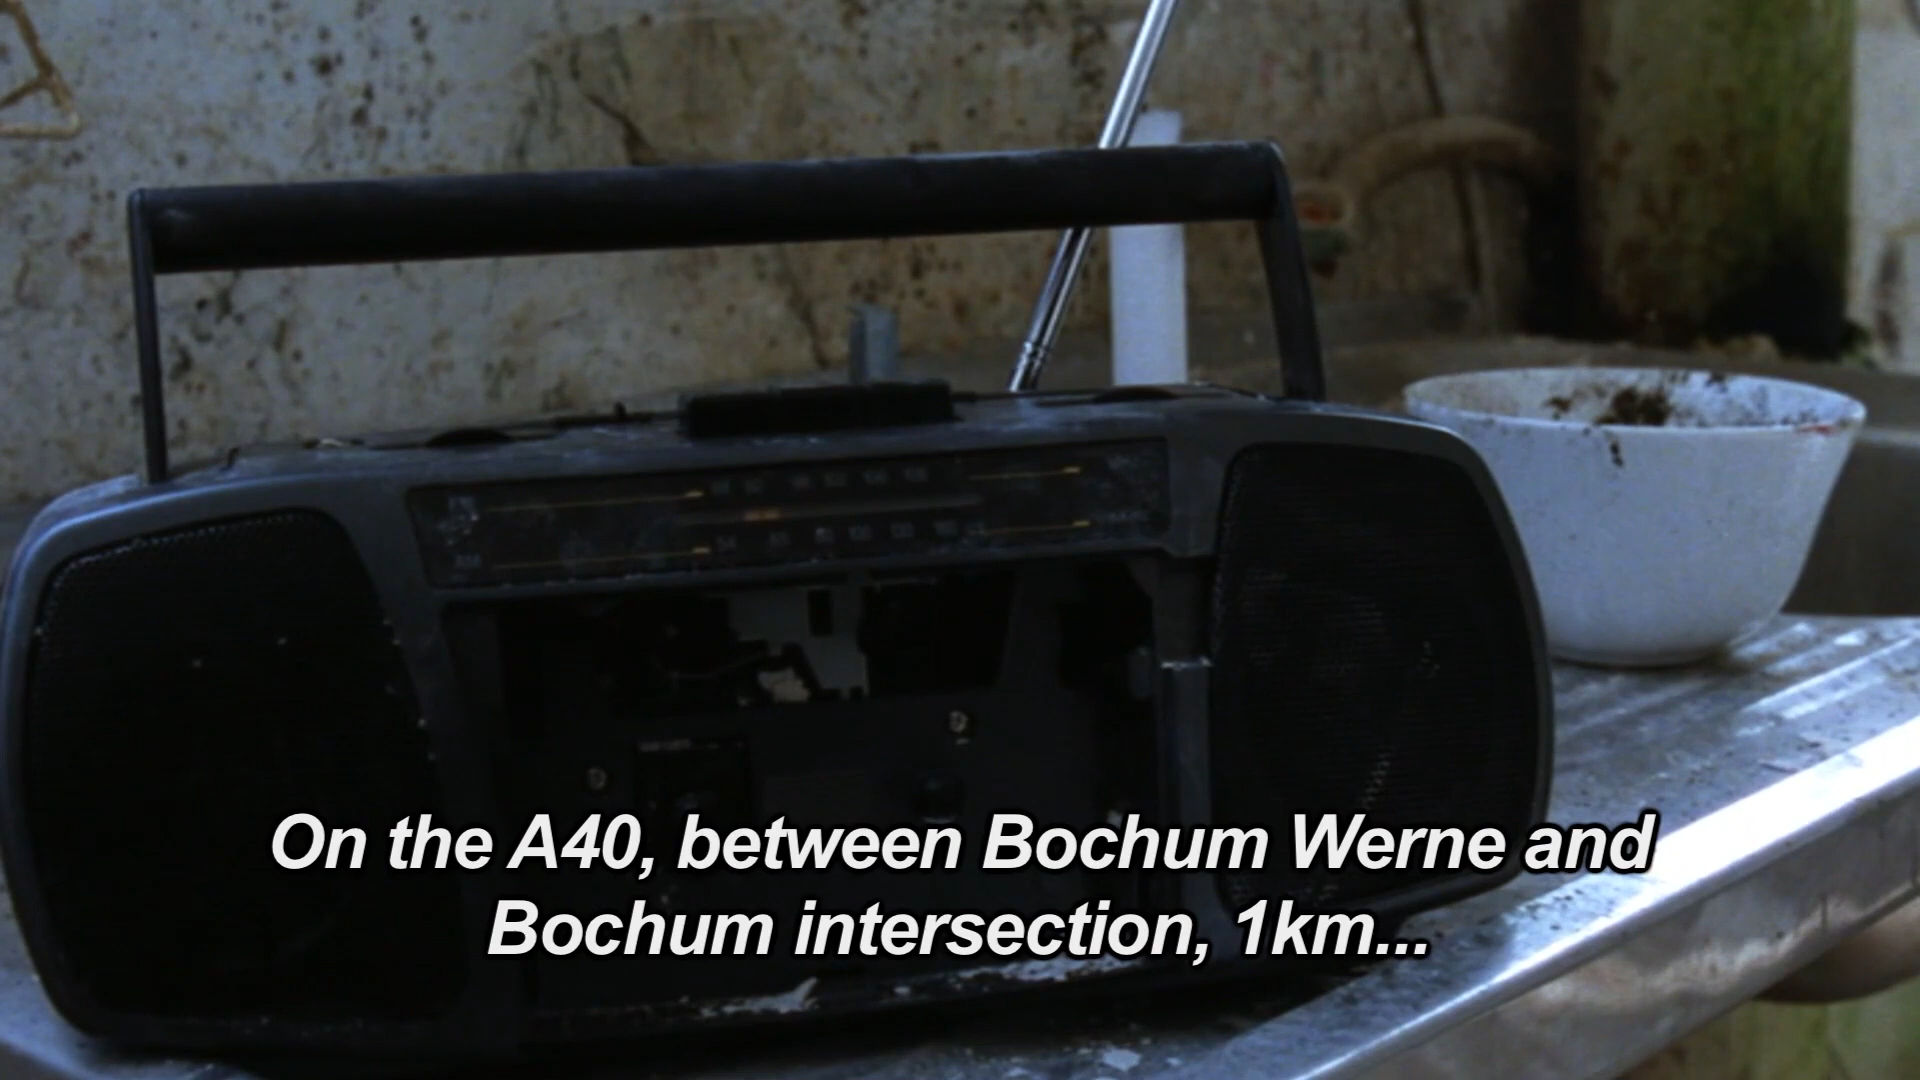 On the A40, between Bochum Werne and
Bochum intersection, 1km...